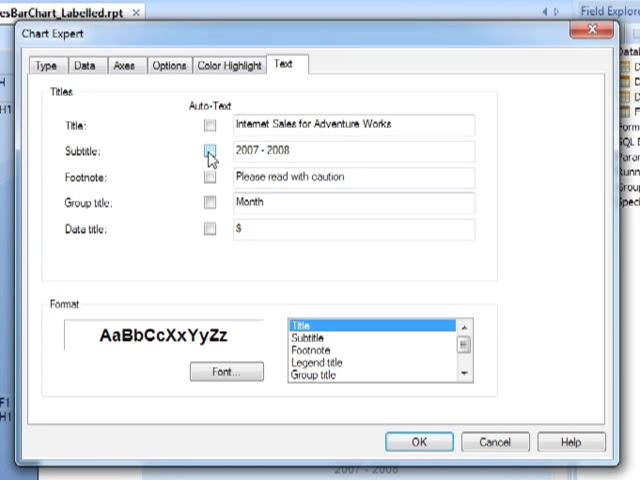 esBarChart_Labelled.rpt
Field Explore
Chart Expert
Type Data Axes Options Color Highlight Text
Titles
Auto-Text
Title: Internet Sales for Adventure Works
Subtitle: 2007 - 2008
Footnote: Please read with caution
Group title: Month
Data title: $
Format
AaBbCcXxYyZz
Font...
Title
Subtitle
Footnote
Legend title
Group title
OK Cancel Help
2007 - 2008